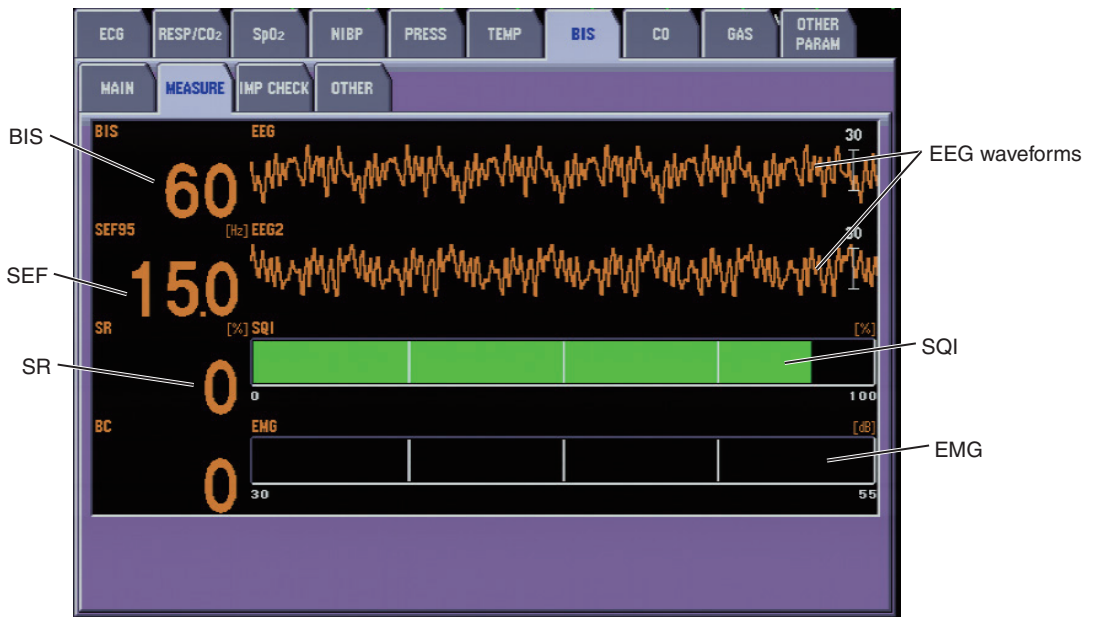 ECG RESP/CO2 SpO2 NIBP PRESS TEMP BIS CO GAS OTHER PARAM
MAIN MEASURE IMP CHECK OTHER
BIS EEG 30
BIS
60
EEG waveforms
SEF95 [Hz] EEG2 30
SEF
15.0
SR [%] SQI [%]
SQI
SR
0
0 100
BC EMG [dB]
EMG
0
30 55